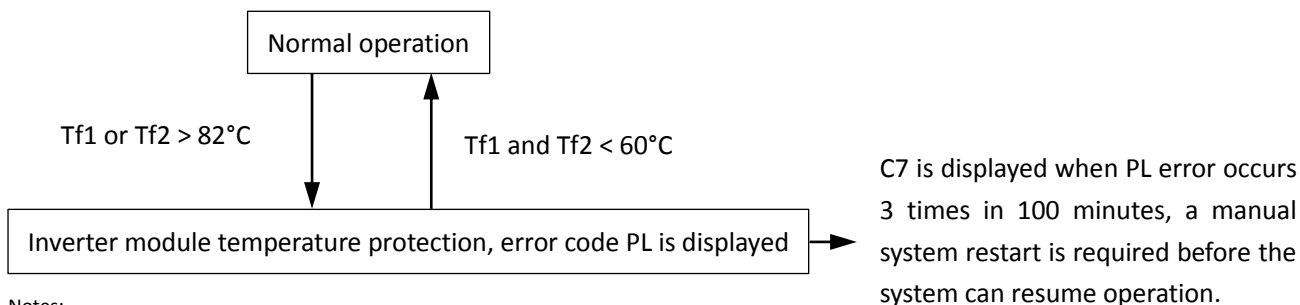 Normal operation
Tf1 or Tf2 > 82°C
Tf1 and Tf2 < 60°C
C7 is displayed when PL error occurs
3 times in 100 minutes, a manual
system restart is required before the
system can resume operation.
Inverter module temperature protection, error code PL is displayed
Notes: